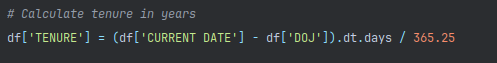 # Calculate tenure in years
df['TENURE'] = (df['CURRENT DATE'] - df['DOJ']).dt.days / 365.25